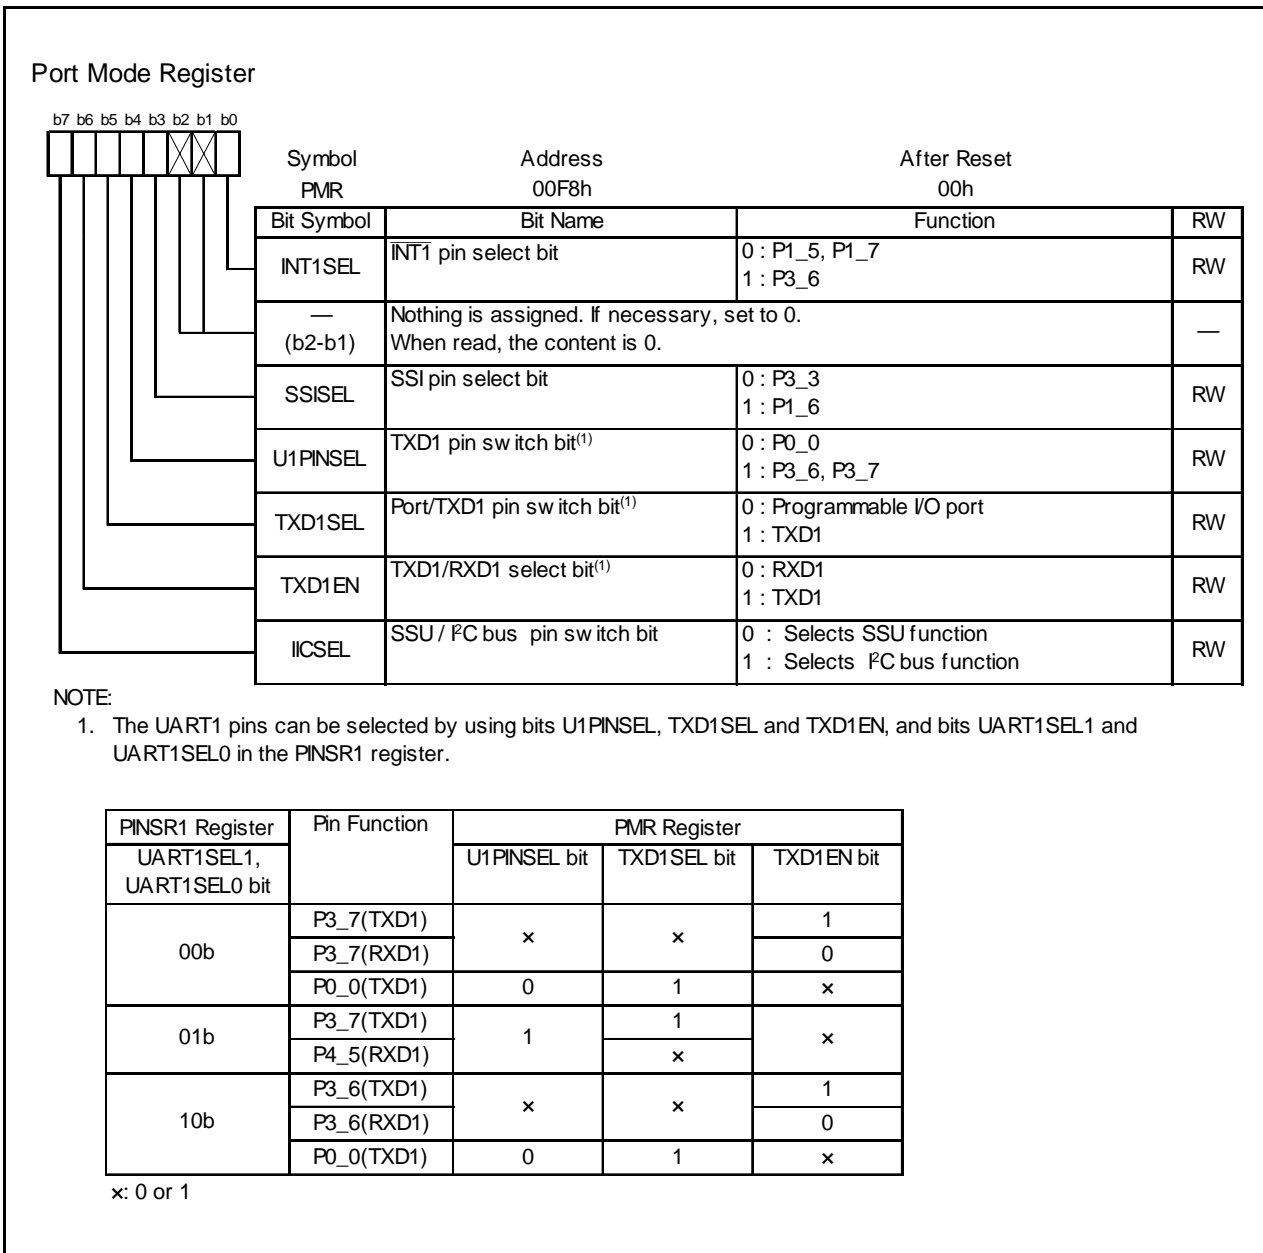 Port Mode Register
b7 b6 b5 b4 b3 b2 b1 b0
Symbol Address After Reset
PMR 00F8h 00h
Bit Symbol Bit Name Function RW
INT1SEL INT1 pin select bit 0 : P1_5, P1_7 RW
1 : P3_6
— Nothing is assigned. If necessary, set to 0. —
(b2-b1) When read, the content is 0.
SSISEL SSI pin select bit 0 : P3_3 RW
1 : P1_6
U1PINSEL TXD1 pin switch bit(1) 0 : P0_0 RW
1 : P3_6, P3_7
TXD1SEL Port/TXD1 pin switch bit(1) 0 : Programmable I/O port RW
1 : TXD1
TXD1EN TXD1/RXD1 select bit(1) 0 : RXD1 RW
1 : TXD1
IICSEL SSU / I²C bus pin switch bit 0 : Selects SSU function RW
1 : Selects I²C bus function
NOTE:
1. The UART1 pins can be selected by using bits U1PINSEL, TXD1SEL and TXD1EN, and bits UART1SEL1 and
UART1SEL0 in the PINSR1 register.
PINSR1 Register Pin Function PMR Register
UART1SEL1, U1PINSEL bit TXD1SEL bit TXD1EN bit
UART1SEL0 bit
00b P3_7(TXD1) × × 1
P3_7(RXD1) 0
P0_0(TXD1) 0 1 ×
01b P3_7(TXD1) 1 1 ×
P4_5(RXD1) ×
10b P3_6(TXD1) × × 1
P3_6(RXD1) 0
P0_0(TXD1) 0 1 ×
×: 0 or 1